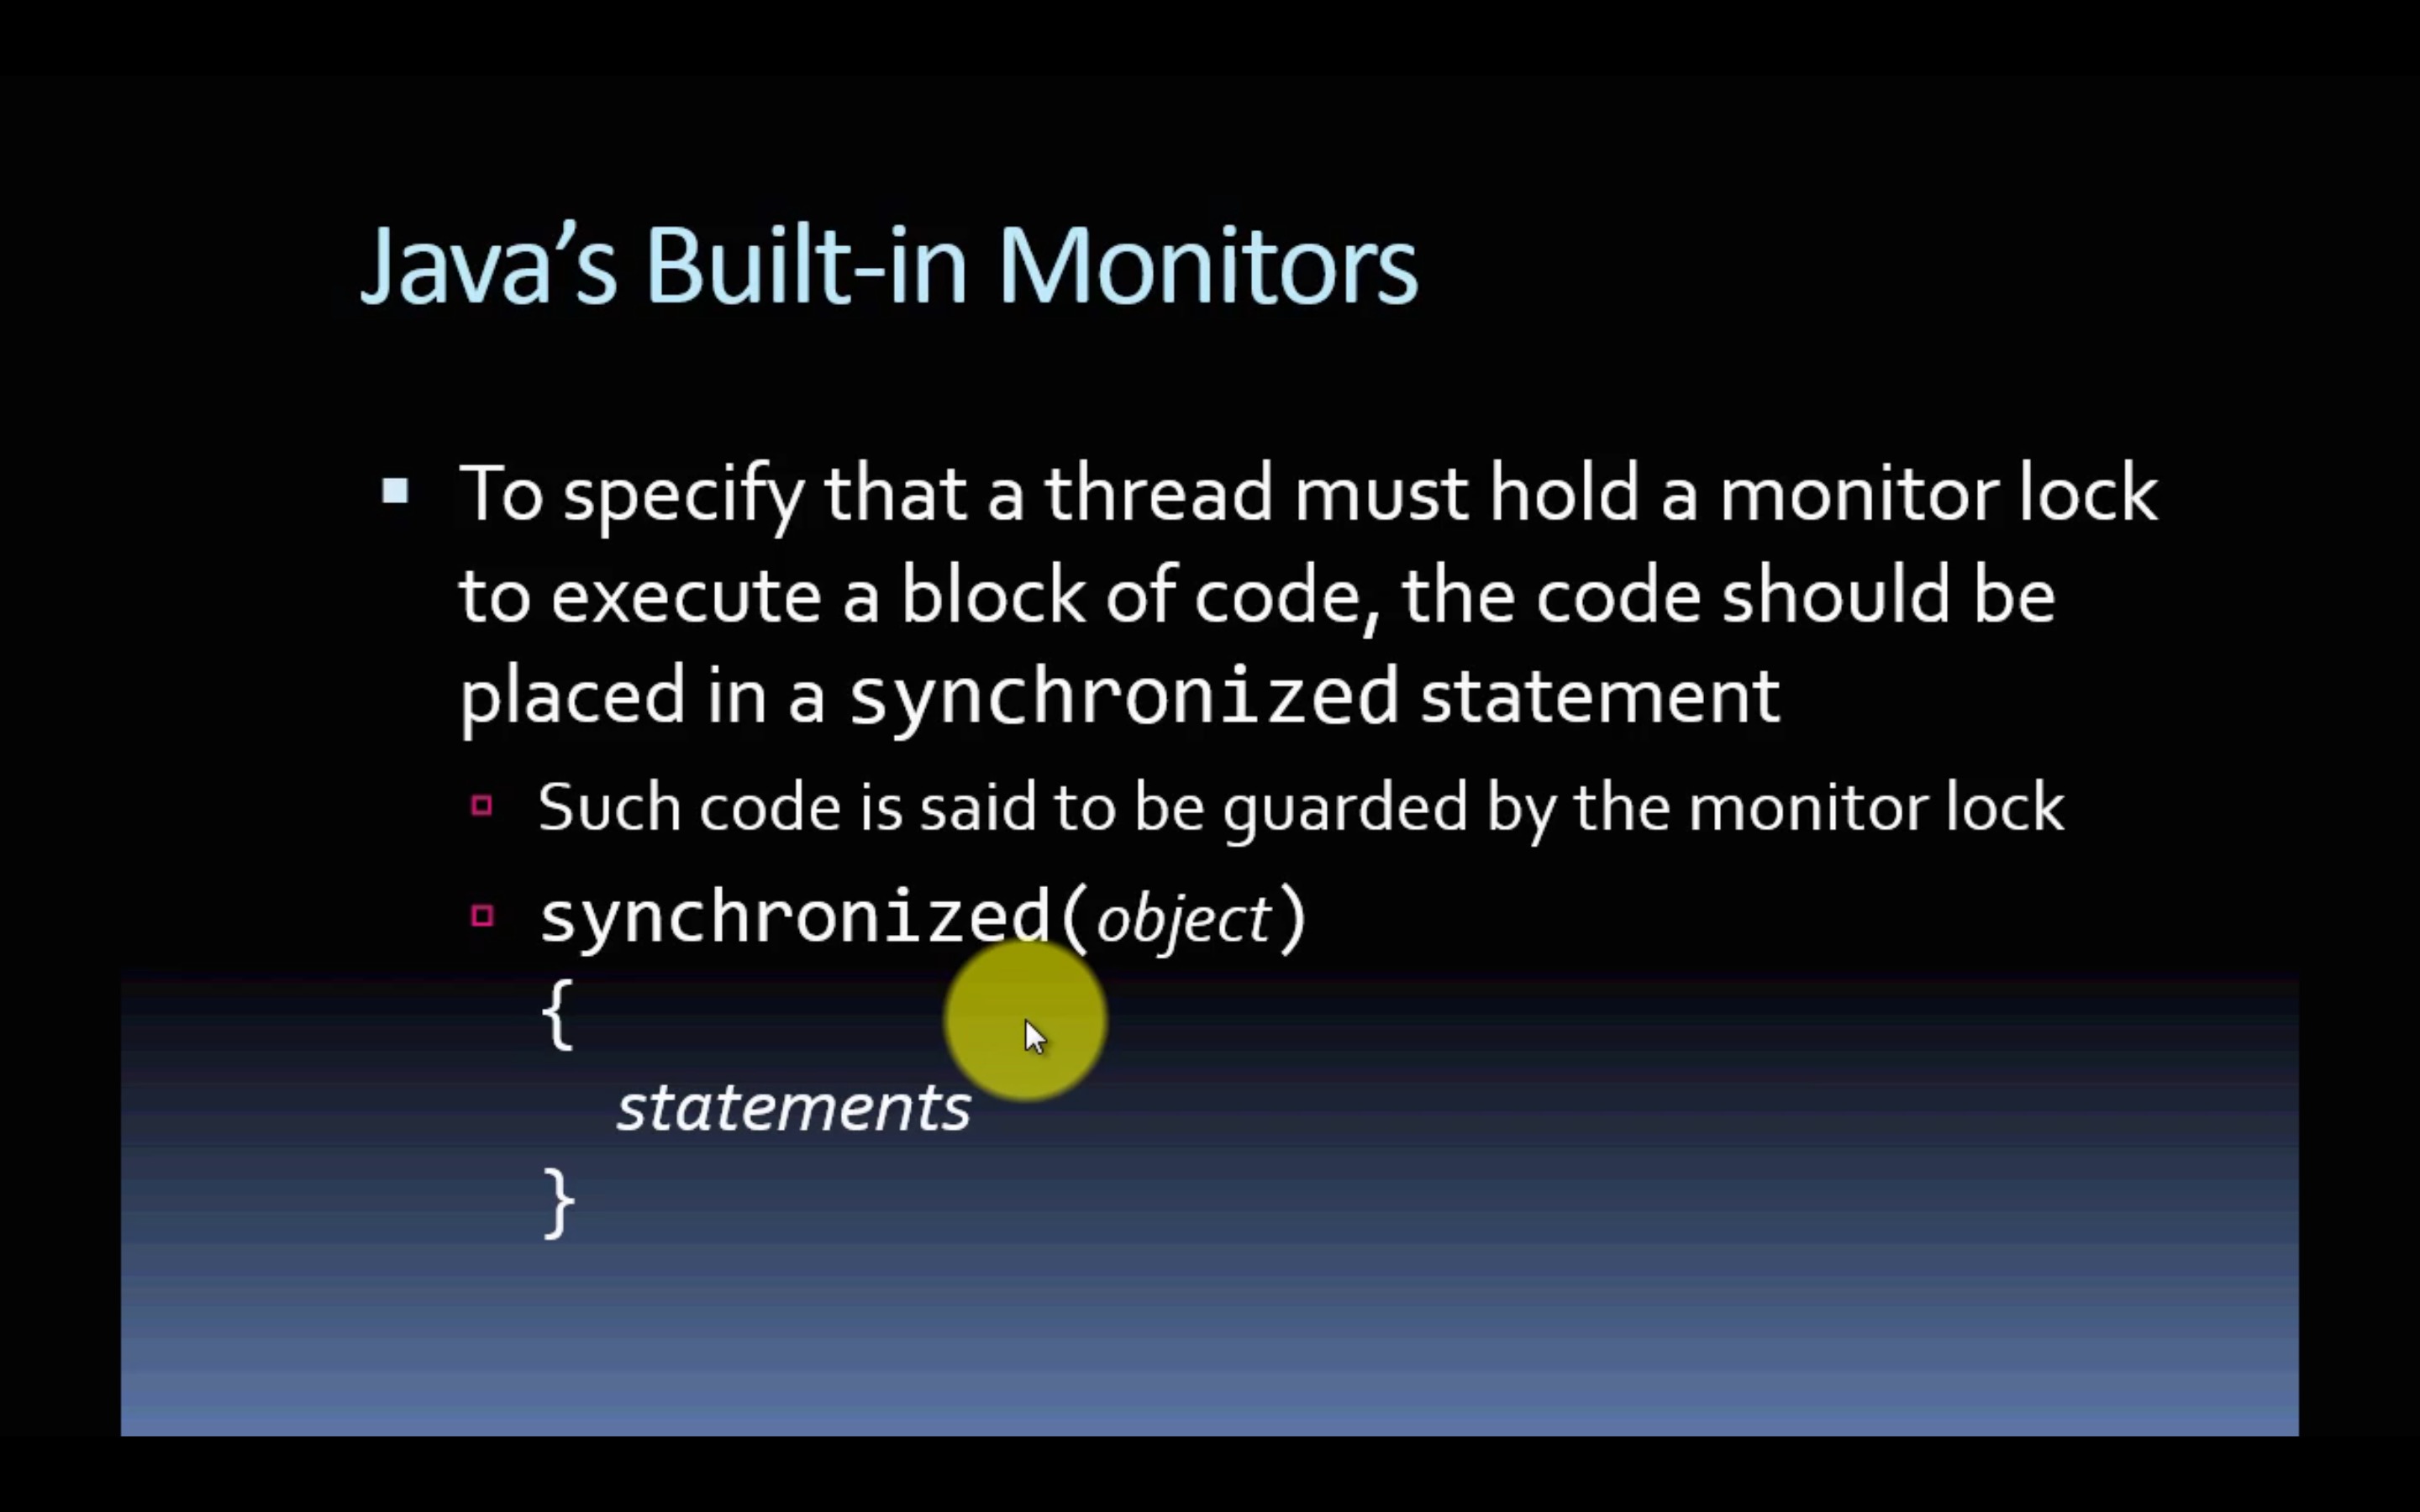 Java’s Built-in Monitors
To specify that a thread must hold a monitor lock
to execute a block of code, the code should be
placed in a synchronized statement
Such code is said to be guarded by the monitor lock
synchronized(object)
{
statements
}